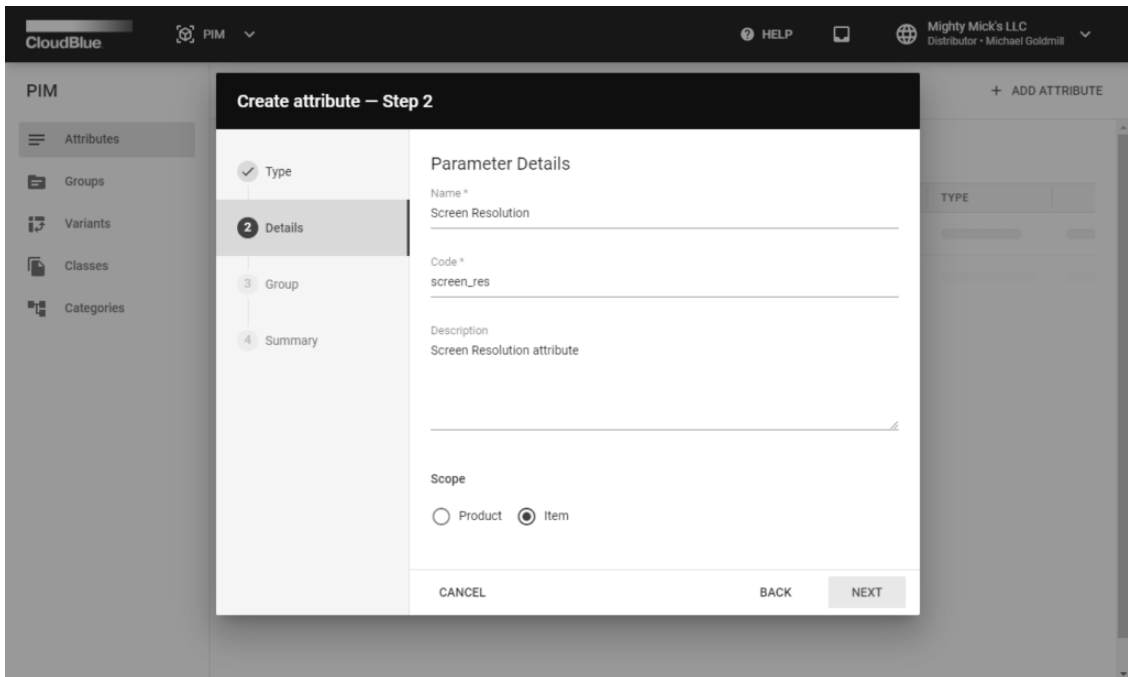 CloudBlue
PIM
HELP
Mighty Mick's LLC
Distributor • Michael Goldmill
PIM
+ ADD ATTRIBUTE
Attributes
Groups
Variants
Classes
Categories
TYPE
Create attribute — Step 2
Type
2 Details
3 Group
4 Summary
Parameter Details
Name *
Screen Resolution
Code *
screen_res
Description
Screen Resolution attribute
Scope
Product Item
CANCEL BACK NEXT